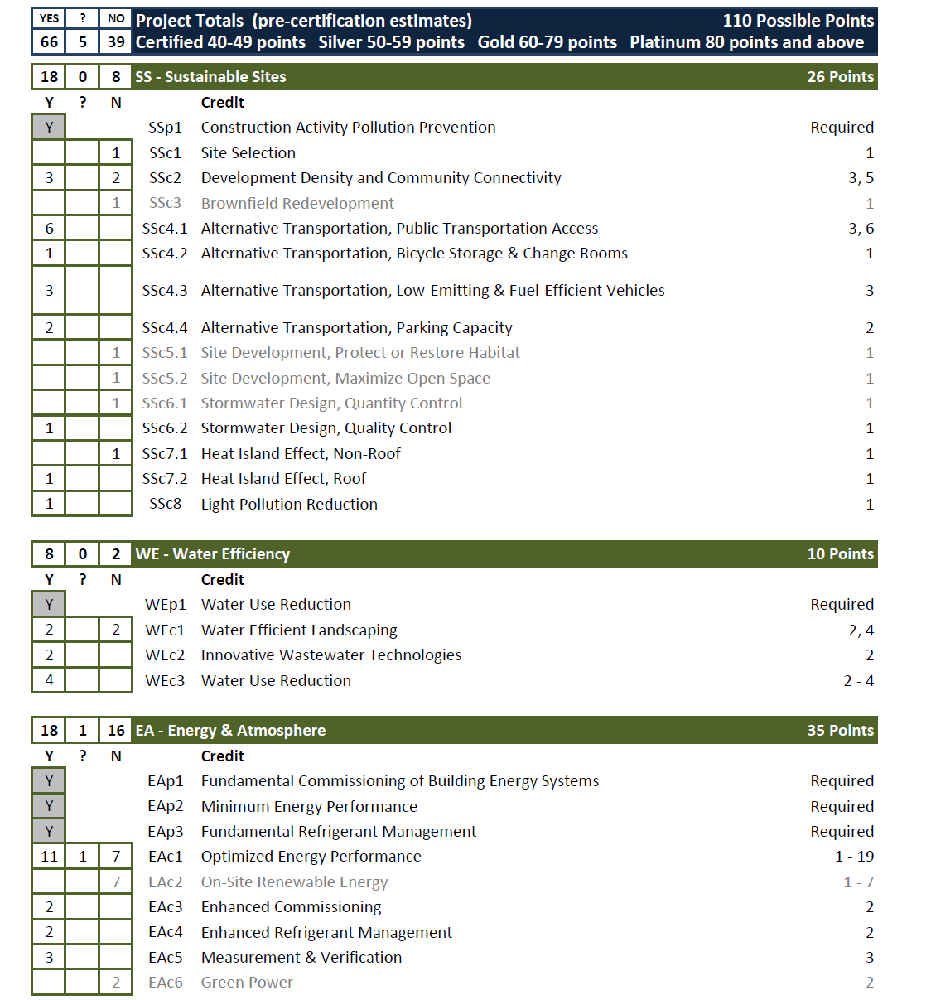 YES ? NO Project Totals (pre-certification estimates) 110 Possible Points
66 5 39 Certified 40-49 points Silver 50-59 points Gold 60-79 points Platinum 80 points and above
18 0 8 SS - Sustainable Sites 26 Points
Y ? N Credit
Y SSp1 Construction Activity Pollution Prevention Required
1 SSc1 Site Selection 1
3 2 SSc2 Development Density and Community Connectivity 3, 5
1 SSc3 Brownfield Redevelopment 1
6 SSc4.1 Alternative Transportation, Public Transportation Access 3, 6
1 SSc4.2 Alternative Transportation, Bicycle Storage & Change Rooms 1
3 SSc4.3 Alternative Transportation, Low-Emitting & Fuel-Efficient Vehicles 3
2 SSc4.4 Alternative Transportation, Parking Capacity 2
1 SSc5.1 Site Development, Protect or Restore Habitat 1
1 SSc5.2 Site Development, Maximize Open Space 1
1 SSc6.1 Stormwater Design, Quantity Control 1
1 SSc6.2 Stormwater Design, Quality Control 1
1 SSc7.1 Heat Island Effect, Non-Roof 1
1 SSc7.2 Heat Island Effect, Roof 1
1 SSc8 Light Pollution Reduction 1
8 0 2 WE - Water Efficiency 10 Points
Y ? N Credit
Y WEp1 Water Use Reduction Required
2 2 WEc1 Water Efficient Landscaping 2, 4
2 WEc2 Innovative Wastewater Technologies 2
4 WEc3 Water Use Reduction 2 - 4
18 1 16 EA - Energy & Atmosphere 35 Points
Y ? N Credit
Y EAp1 Fundamental Commissioning of Building Energy Systems Required
Y EAp2 Minimum Energy Performance Required
Y EAp3 Fundamental Refrigerant Management Required
11 1 7 EAc1 Optimized Energy Performance 1 - 19
7 EAc2 On-Site Renewable Energy 1 - 7
2 EAc3 Enhanced Commissioning 2
2 EAc4 Enhanced Refrigerant Management 2
3 EAc5 Measurement & Verification 3
2 EAc6 Green Power 2